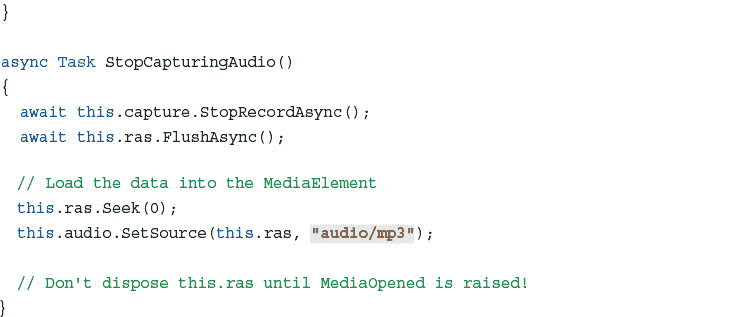 }
async Task StopCapturingAudio()
{
await this.capture.StopRecordAsync();
await this.ras.FlushAsync();
// Load the data into the MediaElement
this.ras.Seek(0);
this.audio.SetSource(this.ras, "audio/mp3");
// Don't dispose this.ras until MediaOpened is raised!
}